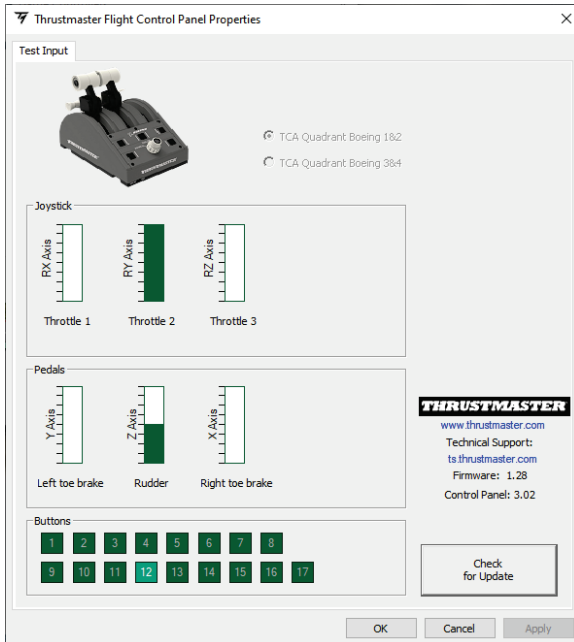 Thrustmaster Flight Control Panel Properties
Test Input
TCA Quadrant Boeing 1&2
TCA Quadrant Boeing 3&4
Joystick
RX Axis
RY Axis
RZ Axis
Throttle 1
Throttle 2
Throttle 3
Pedals
Y Axis
Z Axis
X Axis
Left toe brake
Rudder
Right toe brake
THRUSTMASTER
www.thrustmaster.com
Technical Support:
ts.thrustmaster.com
Firmware: 1.28
Control Panel: 3.02
Buttons
1 2 3 4 5 6 7 8
9 10 11 12 13 14 15 16 17
Check
for Update
OK Cancel Apply